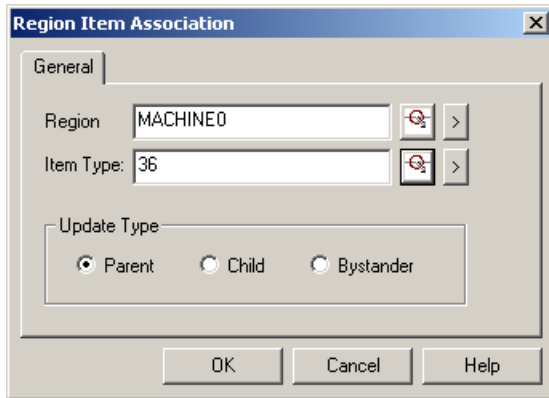 Region Item Association
General
Region MACHINE0 >
Item Type: 36 >
Update Type
Parent Child Bystander
OK Cancel Help